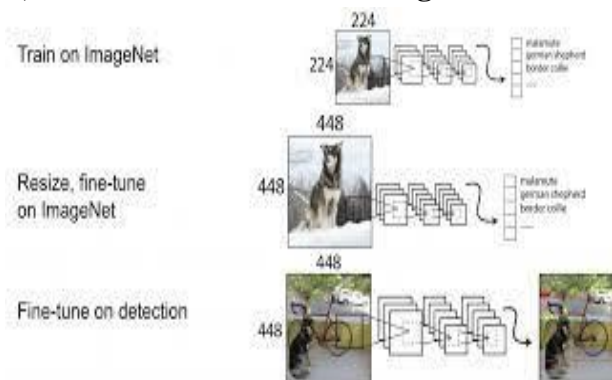 224
Train on ImageNet
224
malamute
german shepherd
border collie
448
448
Resize, fine-tune
on ImageNet
malamute
german shepherd
border collie
448
Fine-tune on detection
448